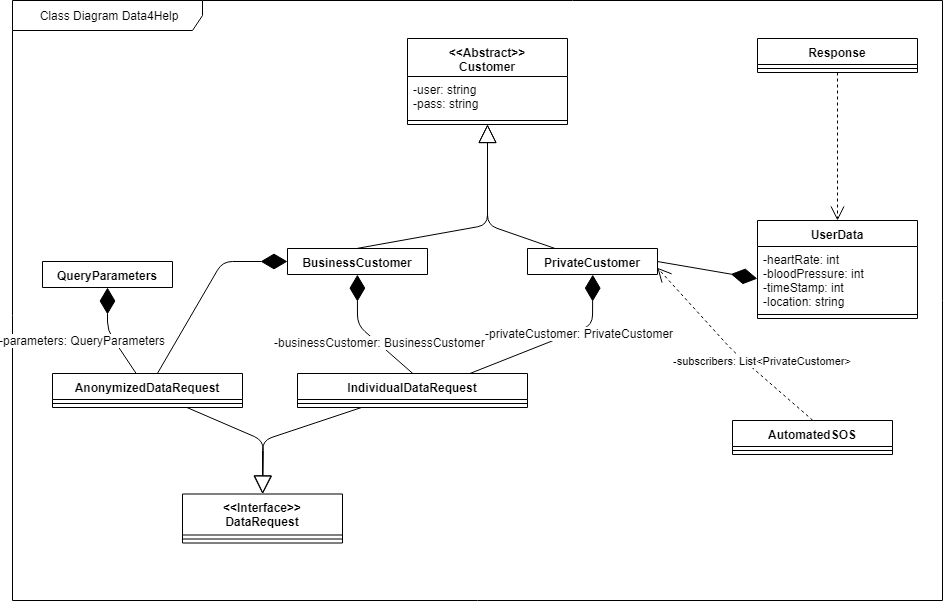 Class Diagram Data4Help
<<Abstract>>
Customer
-user: string
-pass: string
Response
UserData
-heartRate: int
-bloodPressure: int
-timeStamp: int
-location: string
BusinessCustomer
PrivateCustomer
QueryParameters
-parameters: QueryParameters
-businessCustomer: BusinessCustomer
-privateCustomer: PrivateCustomer
-subscribers: List<PrivateCustomer>
AnonymizedDataRequest
IndividualDataRequest
AutomatedSOS
<<Interface>>
DataRequest